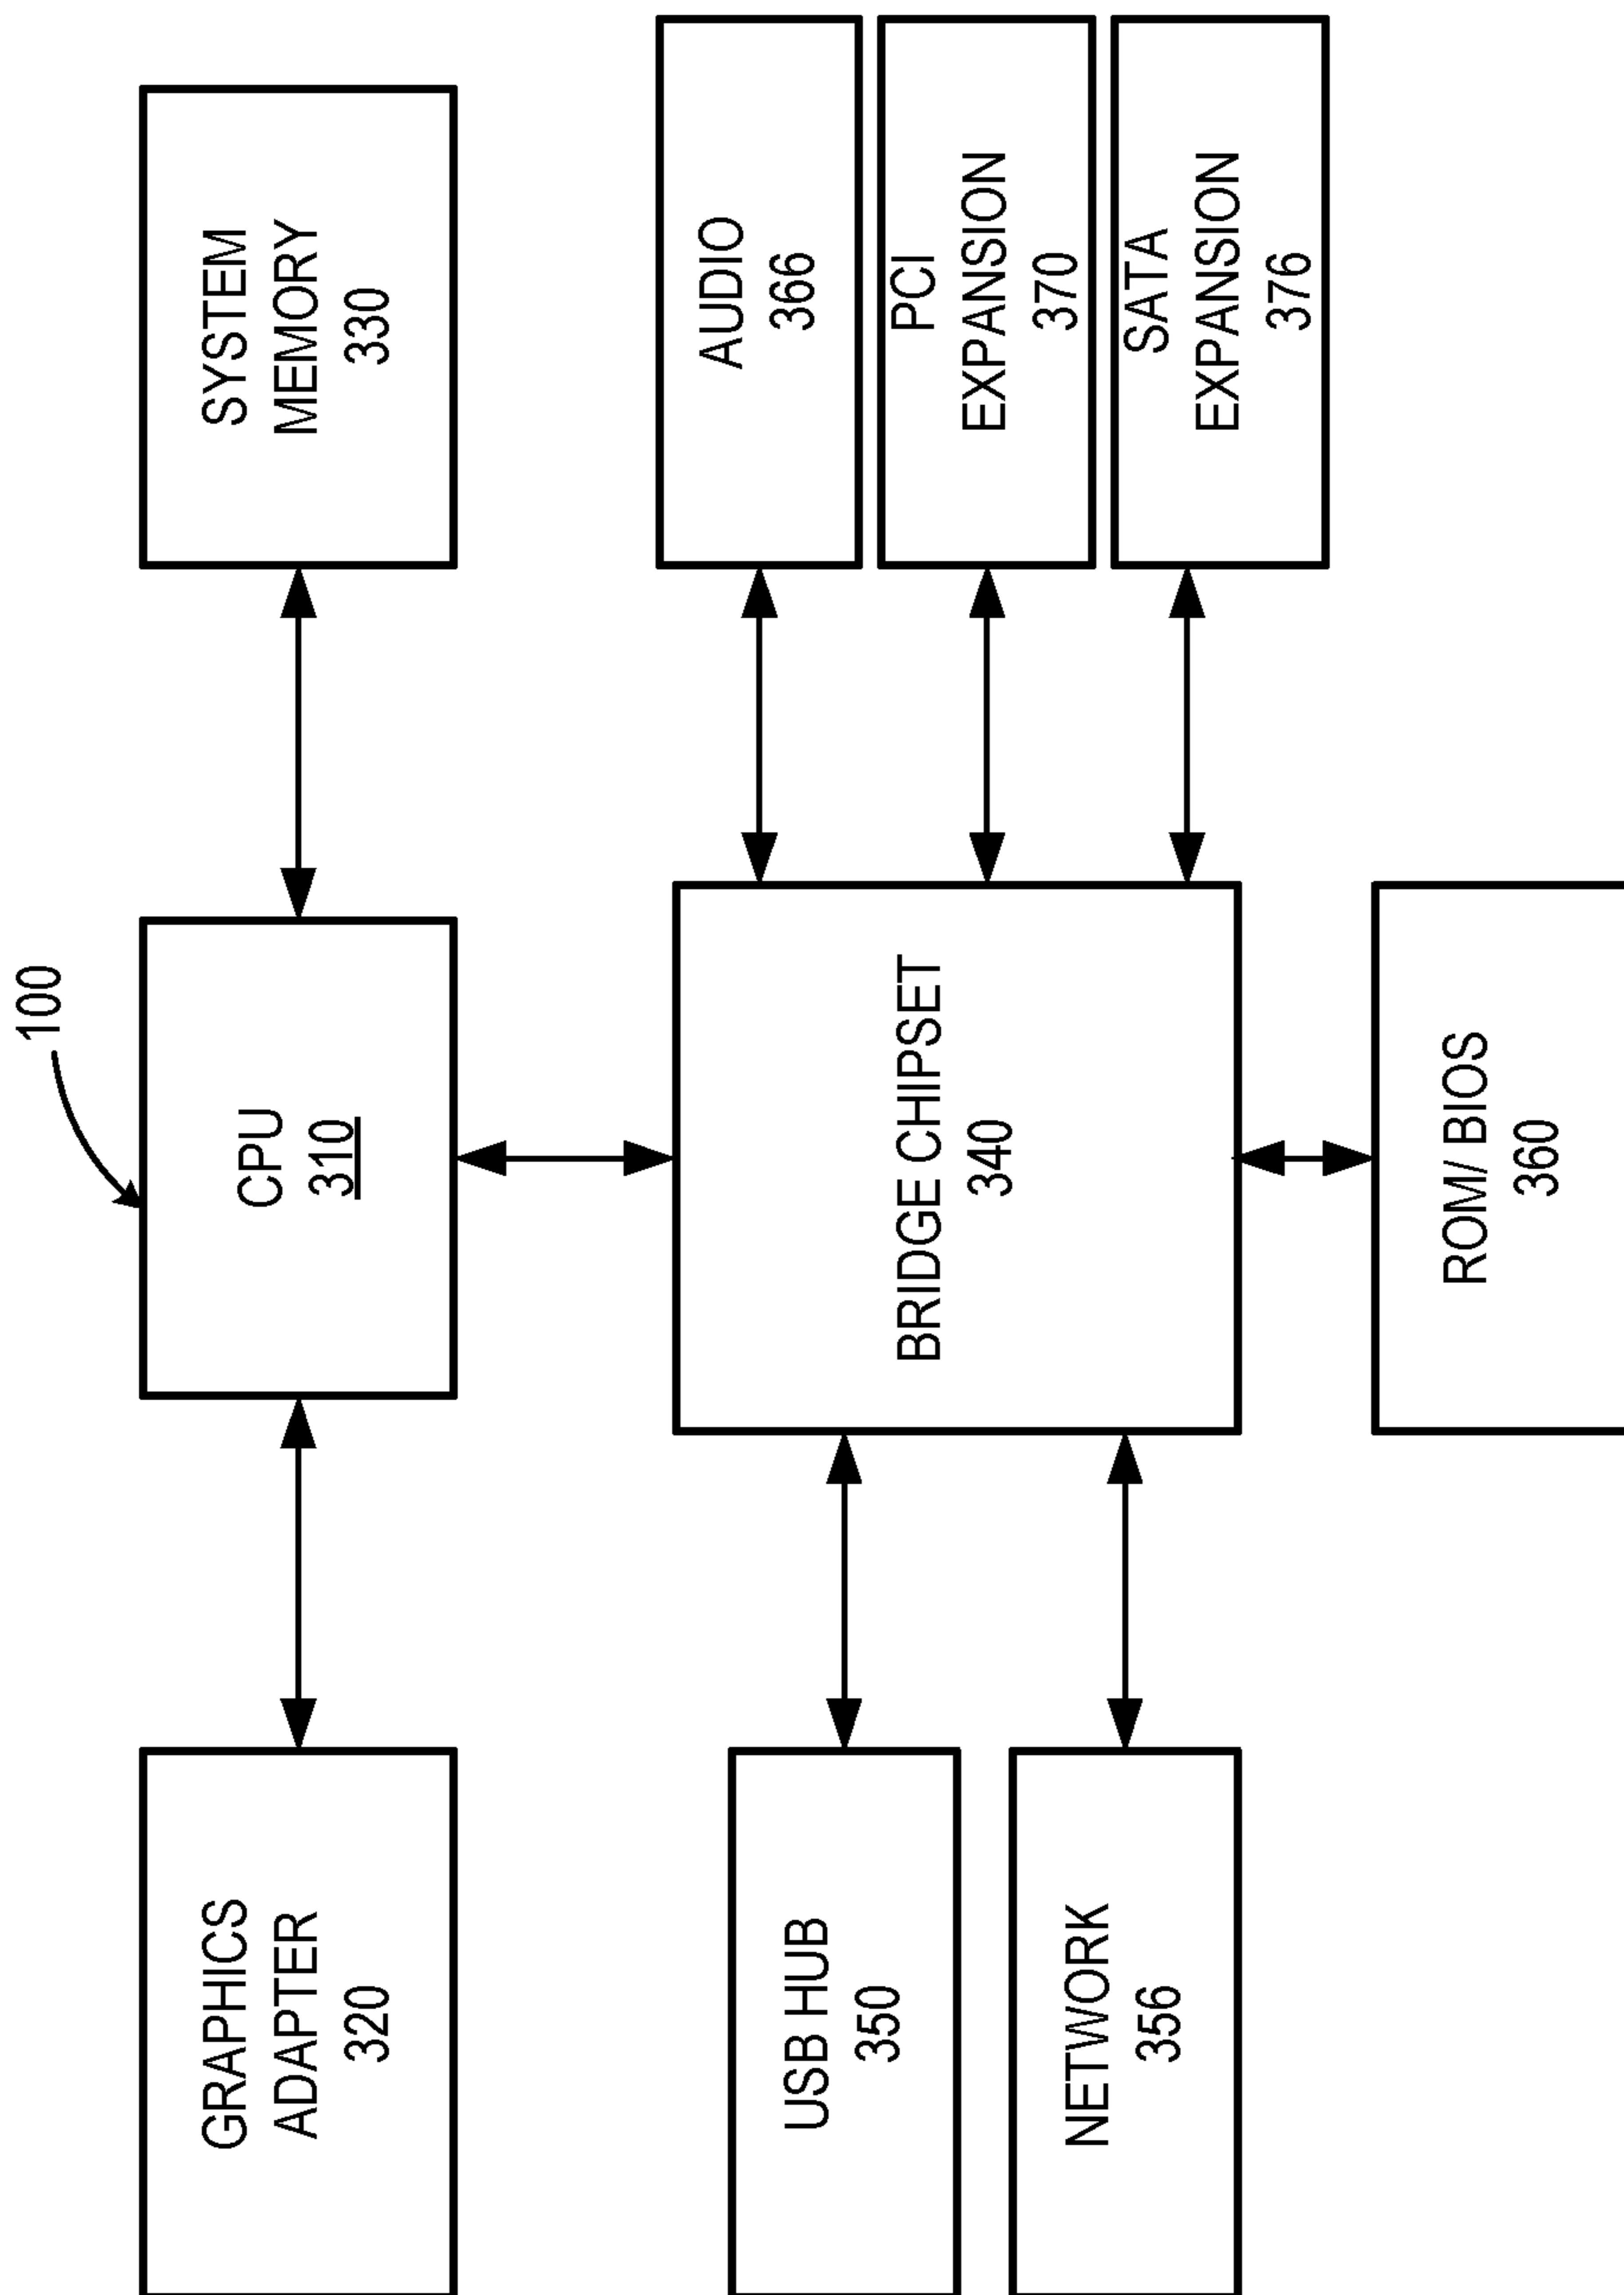 100
GRAPHICS
ADAPTER
320
CPU
310
SYSTEM
MEMORY
330
USB HUB
350
NETWORK
356
BRIDGE CHIPSET
340
AUDIO
366
PCI
EXPANSION
370
SATA
EXPANSION
376
ROM/ BIOS
360